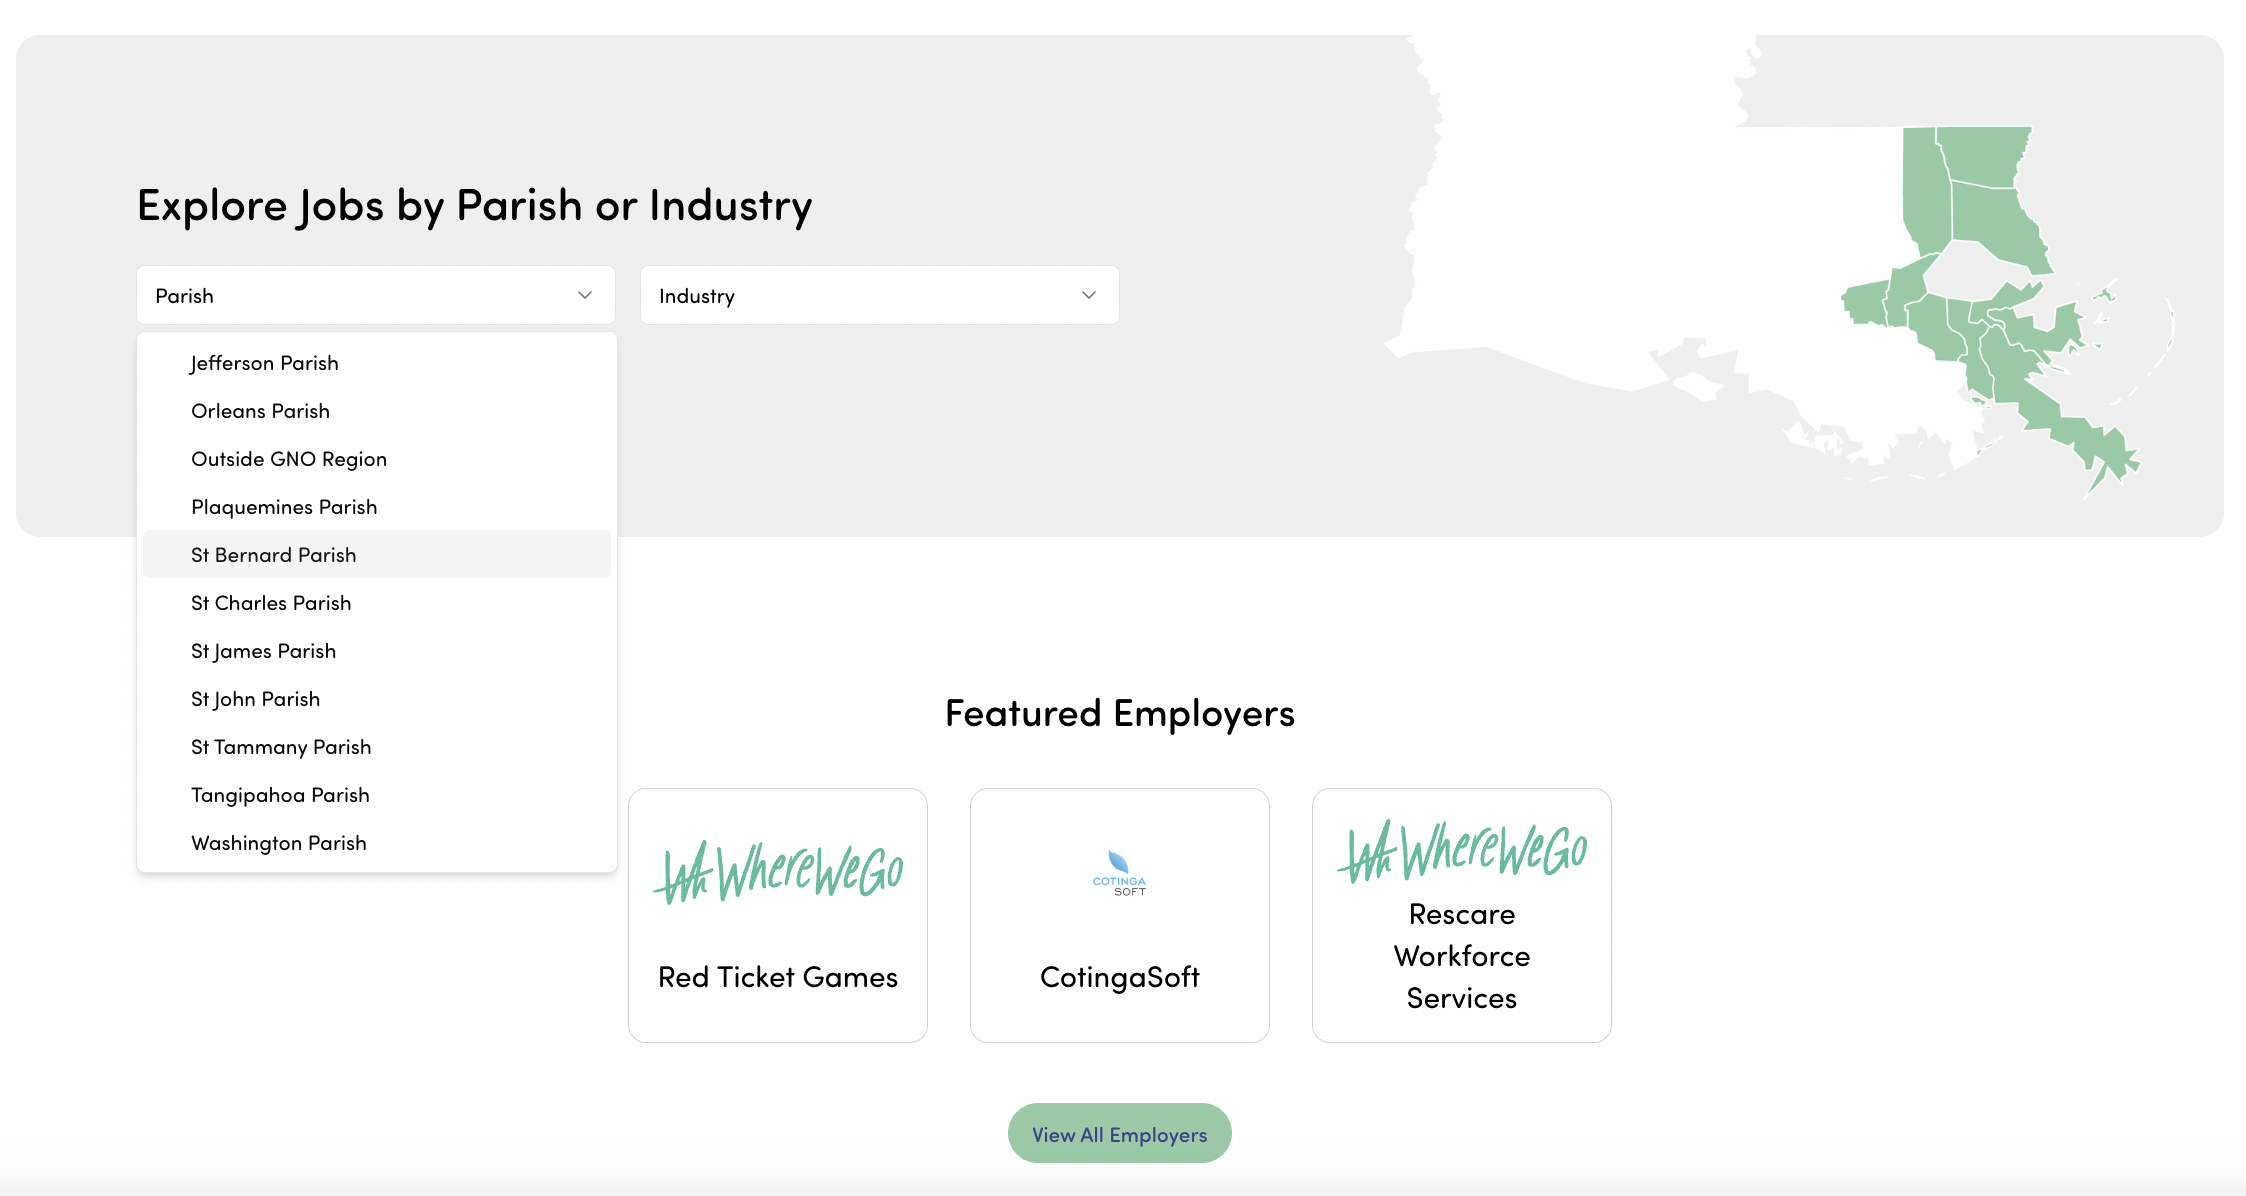 Explore Jobs by Parish or Industry
Parish
Industry
Jefferson Parish
Orleans Parish
Outside GNO Region
Plaquemines Parish
St Bernard Parish
St Charles Parish
St James Parish
St John Parish
St Tammany Parish
Tangipahoa Parish
Washington Parish
Featured Employers
WhereWeGo
Red Ticket Games
COTINGA
SOFT
CotingaSoft
WhereWeGo
Rescare
Workforce
Services
View All Employers